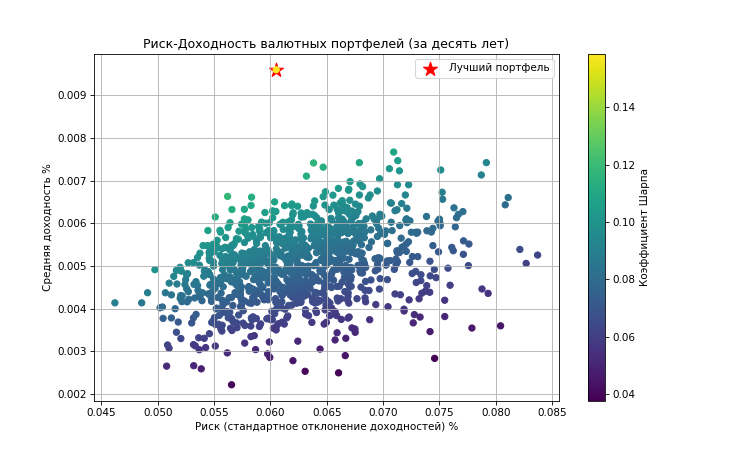 Риск-Доходность валютных портфелей (за десять лет)
Лучший портфель
0.009
0.008
0.007
0.006
0.005
0.004
0.003
0.002
Средняя доходность %
0.045 0.050 0.055 0.060 0.065 0.070 0.075 0.080 0.085
Риск (стандартное отклонение доходностей) %
0.14
0.12
0.10
0.08
0.06
0.04
Коэффициент Шарпа